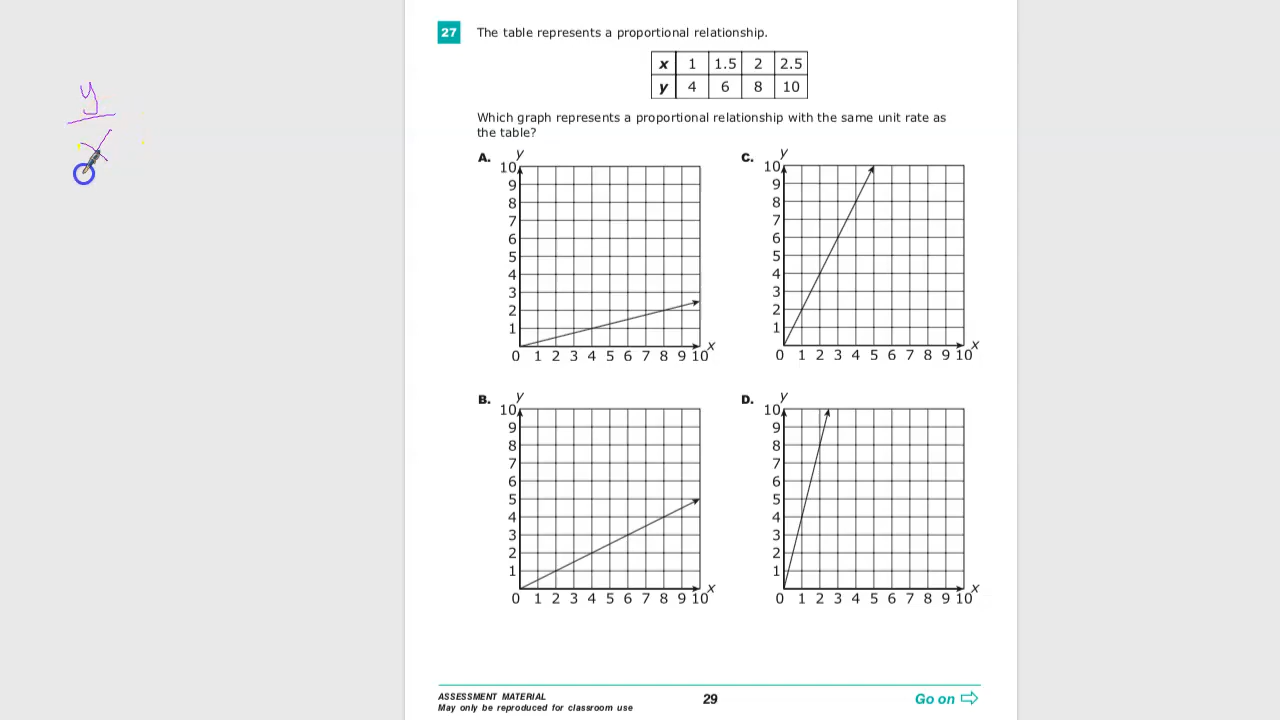 27 The table represents a proportional relationship.
x 1 1.5 2 2.5
y 4 6 8 10
Which graph represents a proportional relationship with the same unit rate as
the table?
y
x
A.
y
10
9
8
7
6
5
4
3
2
1
0 1 2 3 4 5 6 7 8 9 10
x
C.
y
10
9
8
7
6
5
4
3
2
1
0 1 2 3 4 5 6 7 8 9 10
x
B.
y
10
9
8
7
6
5
4
3
2
1
0 1 2 3 4 5 6 7 8 9 10
x
D.
y
10
9
8
7
6
5
4
3
2
1
0 1 2 3 4 5 6 7 8 9 10
x
ASSESSMENT MATERIAL
May only be reproduced for classroom use
29
Go on